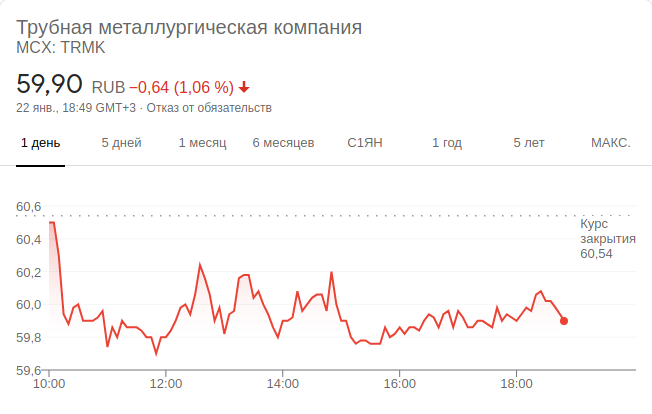 Трубная металлургическая компания
MCX: TRMK
59,90 RUB −0,64 (1,06 %)
22 янв., 18:49 GMT+3 · Отказ от обязательств
1 день 5 дней 1 месяц 6 месяцев С1ЯН 1 год 5 лет МАКС.
60,6
60,4
60,2
60,0
59,8
59,6
Курс
закрытия
60,54
10:00 12:00 14:00 16:00 18:00